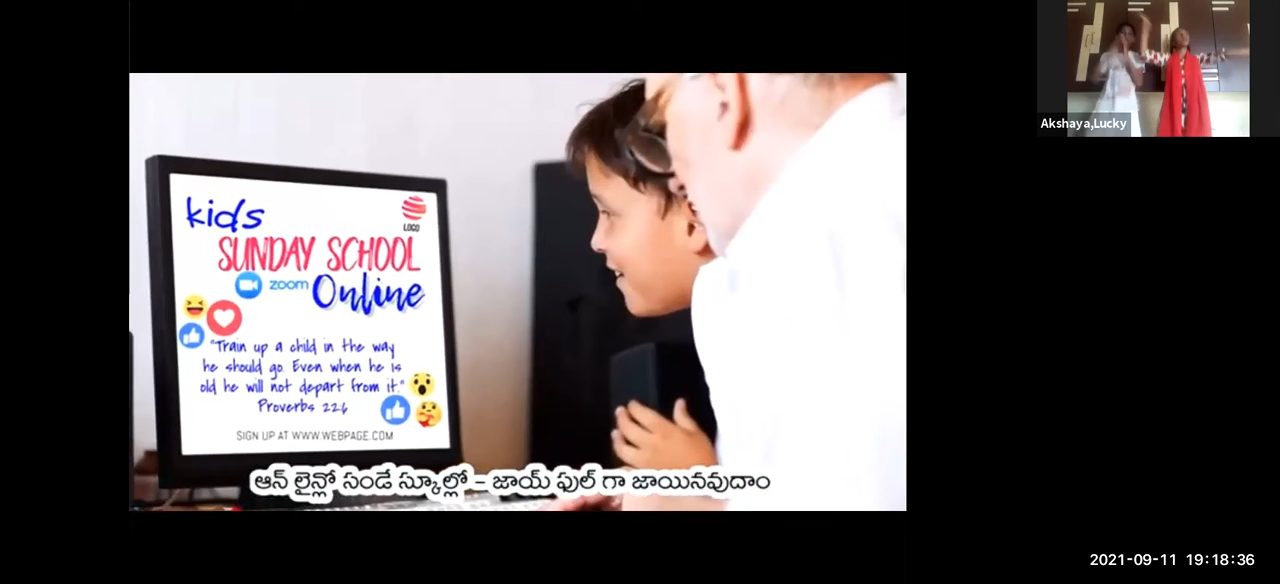 kids
LOGO
SUNDAY SCHOOL
zoom Online
"Train up a child in the way
he should go. Even when he is
old he will not depart from it."
Proverbs 226
SIGN UP AT WWW.WEBPAGE.COM
ఆన్ లైన్లో సండే స్కూల్లో – జాయ్ ఫుల్ గా జాయినవుదాం
Akshaya,Lucky
2021-09-11 19:18:36